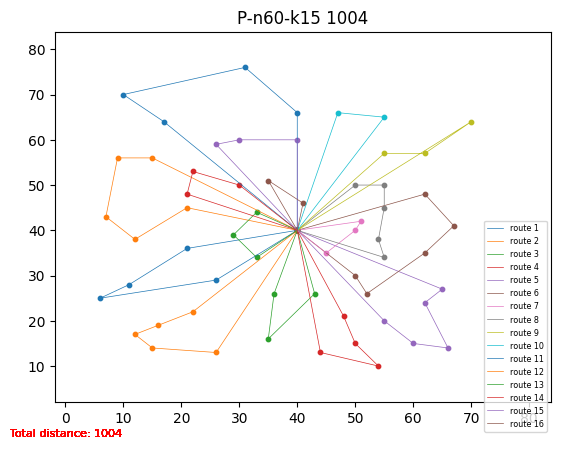 P-n60-k15 1004
80
70
60
50
40
30
20
10
0
10
20
30
40
50
60
70
80
route 1
route 2
route 3
route 4
route 5
route 6
route 7
route 8
route 9
route 10
route 11
route 12
route 13
route 14
route 15
route 16
Total distance: 1004